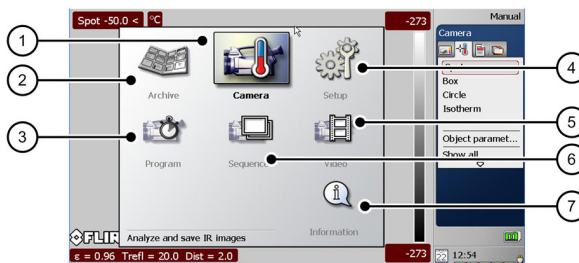 Spot -50.0 < °C
-273
Manual
Camera
1
2
3
4
5
6
7
Archive
Camera
Setup
Box
Circle
Isotherm
Program
Sequence
Video
Object paramet...
Show all
Information
FLIR
Analyze and save IR images
ε = 0.96 Trefl = 20.0 Dist = 2.0
-273
22
12:54